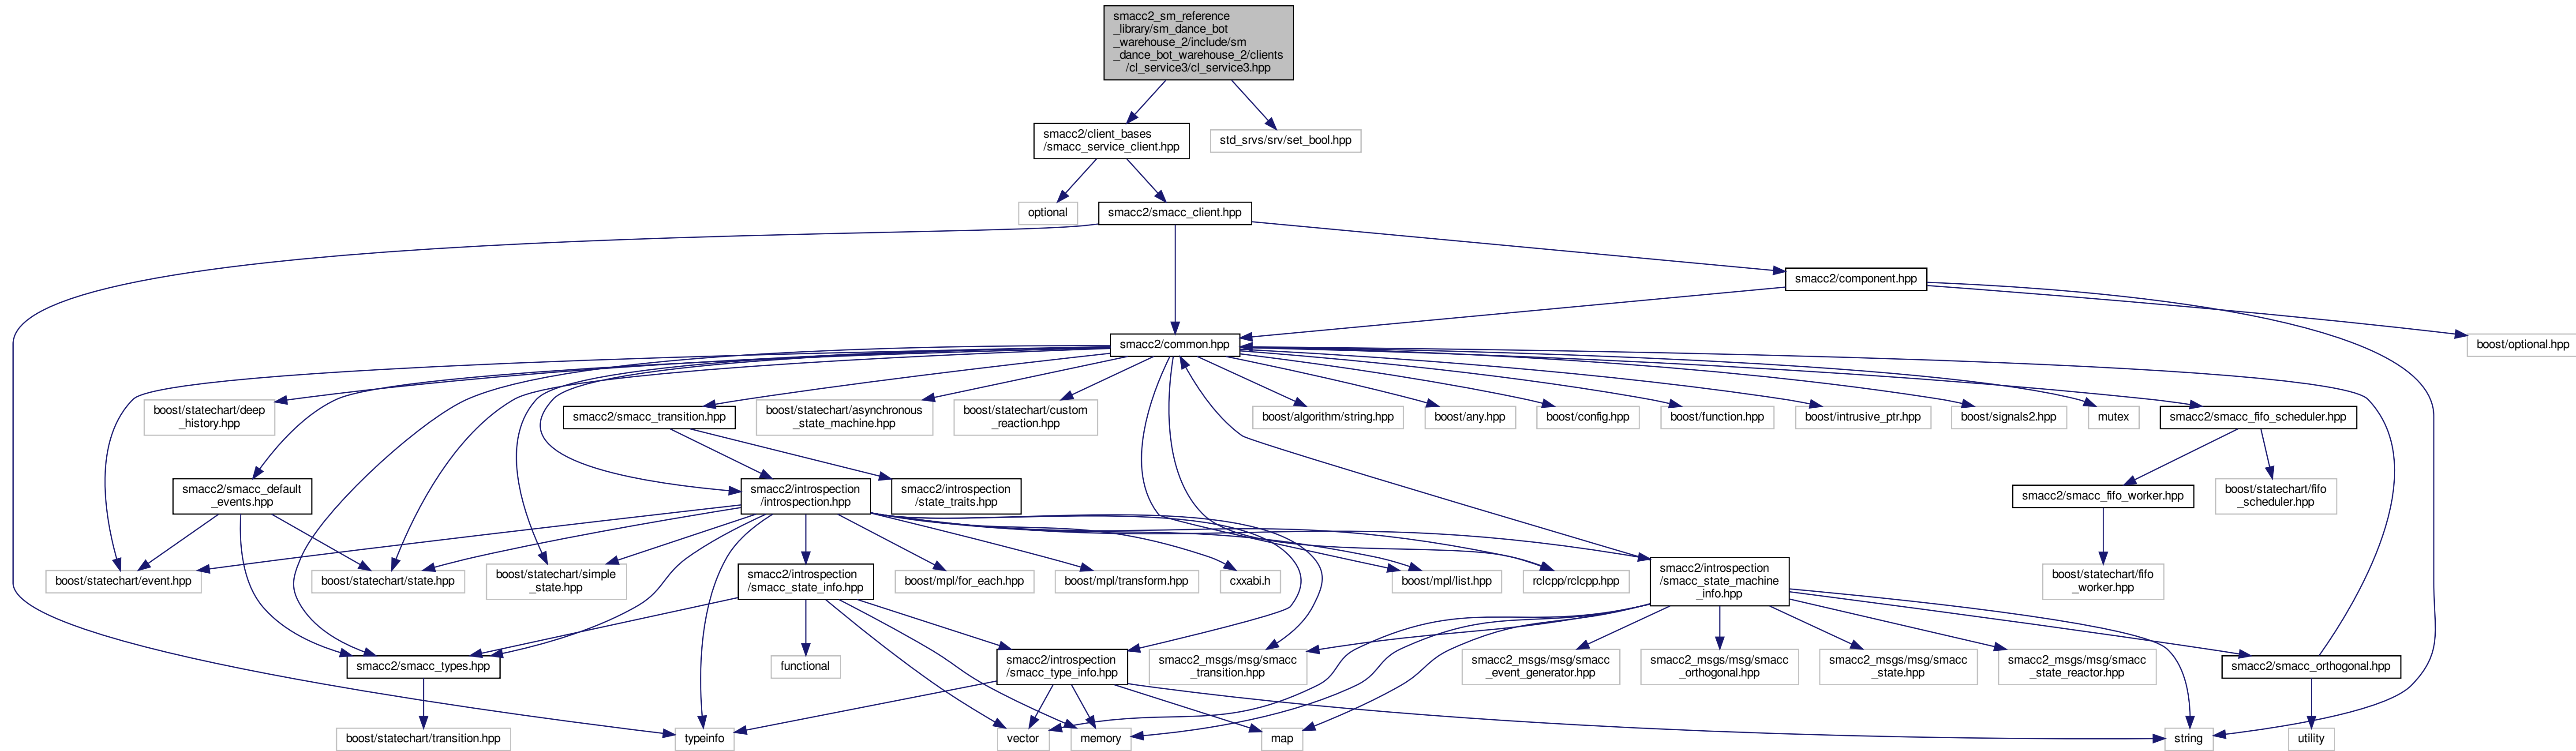 smacc2_sm_reference
_library/sm_dance_bot
_warehouse_2/include/sm
_dance_bot_warehouse_2/clients
/cl_service3/cl_service3.hpp
smacc2/client_bases
/smacc_service_client.hpp
std_srvs/srv/set_bool.hpp
optional
smacc2/smacc_client.hpp
smacc2/component.hpp
smacc2/common.hpp
boost/optional.hpp
boost/statechart/deep
_history.hpp
smacc2/smacc_transition.hpp
boost/statechart/asynchronous
_state_machine.hpp
boost/statechart/custom
_reaction.hpp
boost/algorithm/string.hpp
boost/any.hpp
boost/config.hpp
boost/function.hpp
boost/intrusive_ptr.hpp
boost/signals2.hpp
mutex
smacc2/smacc_fifo_scheduler.hpp
smacc2/smacc_default
_events.hpp
smacc2/introspection
/introspection.hpp
smacc2/introspection
/state_traits.hpp
smacc2/smacc_fifo_worker.hpp
boost/statechart/fifo
_scheduler.hpp
boost/statechart/event.hpp
boost/statechart/state.hpp
boost/statechart/simple
_state.hpp
smacc2/introspection
/smacc_state_info.hpp
boost/mpl/for_each.hpp
boost/mpl/transform.hpp
cxxabi.h
boost/mpl/list.hpp
rclcpp/rclcpp.hpp
smacc2/introspection
/smacc_state_machine
_info.hpp
boost/statechart/fifo
_worker.hpp
smacc2/smacc_types.hpp
functional
smacc2/introspection
/smacc_type_info.hpp
smacc2_msgs/msg/smacc
_transition.hpp
smacc2_msgs/msg/smacc
_event_generator.hpp
smacc2_msgs/msg/smacc
_orthogonal.hpp
smacc2_msgs/msg/smacc
_state.hpp
smacc2_msgs/msg/smacc
_state_reactor.hpp
smacc2/smacc_orthogonal.hpp
boost/statechart/transition.hpp
typeinfo
vector
memory
map
string
utility